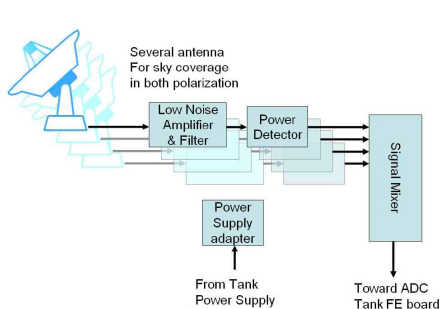 Several antenna
For sky coverage
in both polarization
Low Noise
Amplifier
& Filter
Power
Detector
Signal Mixer
Power
Supply
adapter
From Tank
Power Supply
Toward ADC
Tank FE board